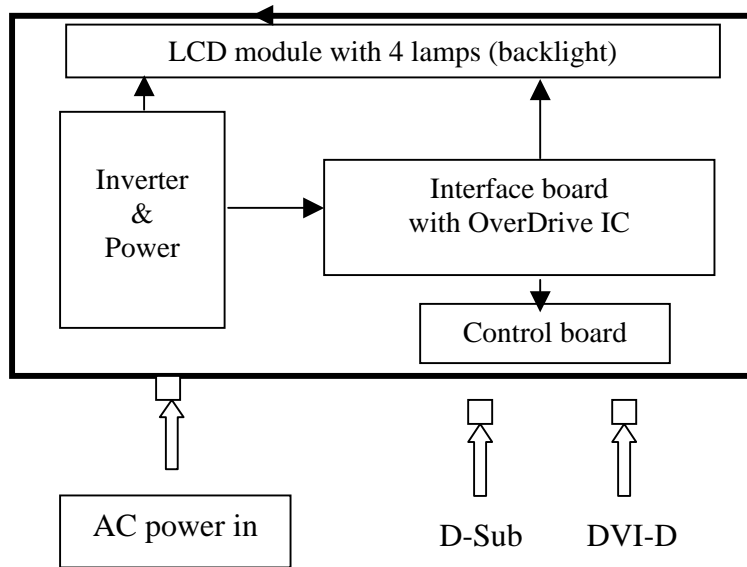 LCD module with 4 lamps (backlight)
Inverter
&
Power
Interface board
with OverDrive IC
Control board
AC power in
D-Sub
DVI-D